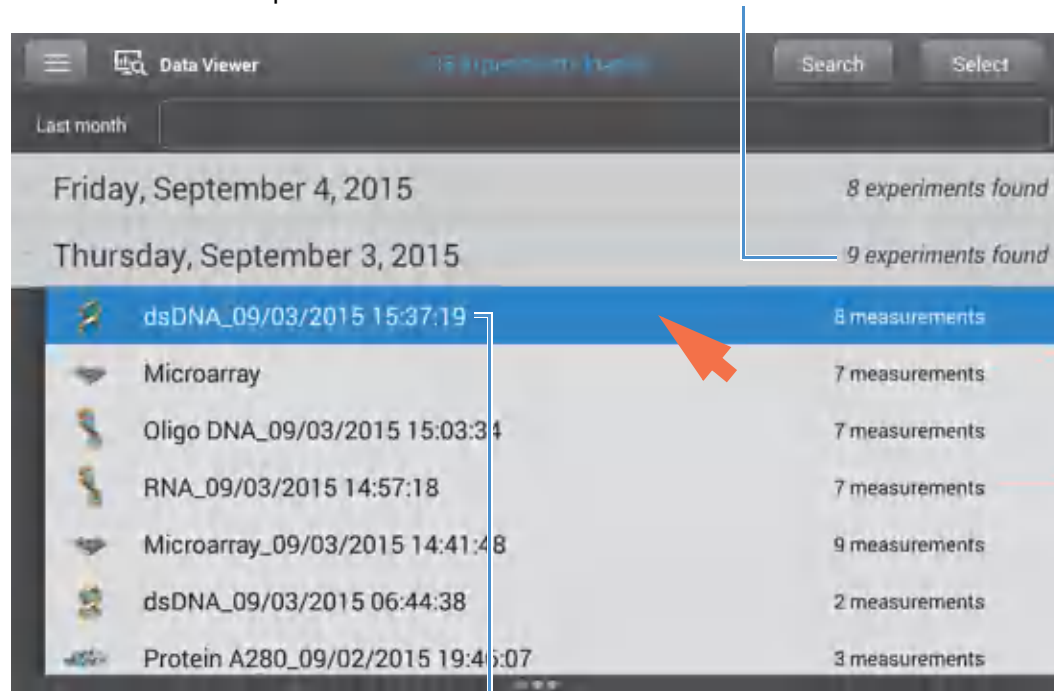 Data Viewer
Search
Select
Last month
Friday, September 4, 2015
8 experiments found
Thursday, September 3, 2015
9 experiments found
dsDNA_09/03/2015 15:37:19
8 measurements
Microarray
7 measurements
Oligo DNA_09/03/2015 15:03:34
7 measurements
RNA_09/03/2015 14:57:18
7 measurements
Microarray_09/03/2015 14:41:48
9 measurements
dsDNA_09/03/2015 06:44:38
2 measurements
Protein A280_09/02/2015 19:46:07
3 measurements